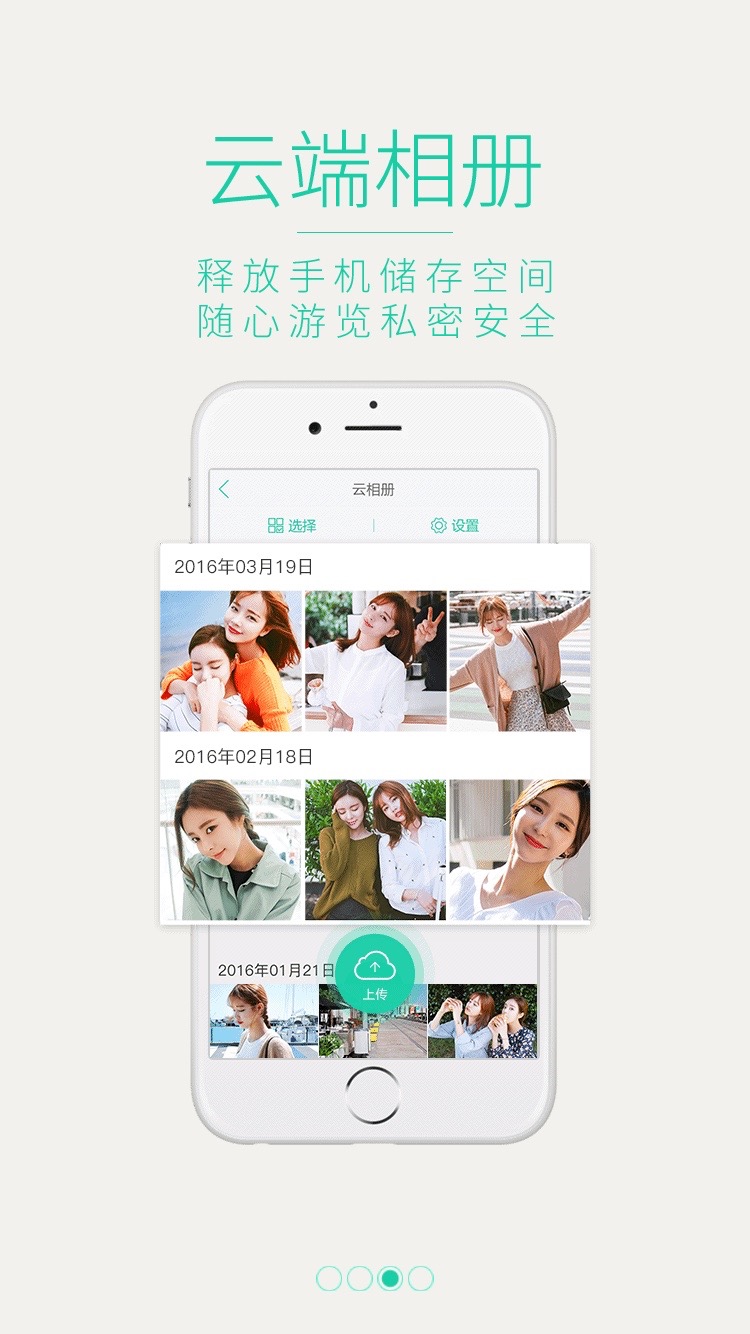 云端相册
释放手机储存空间
随心游览私密安全
云相册
选择
设置
2016年03月19日
2016年02月18日
2016年01月21日
上传